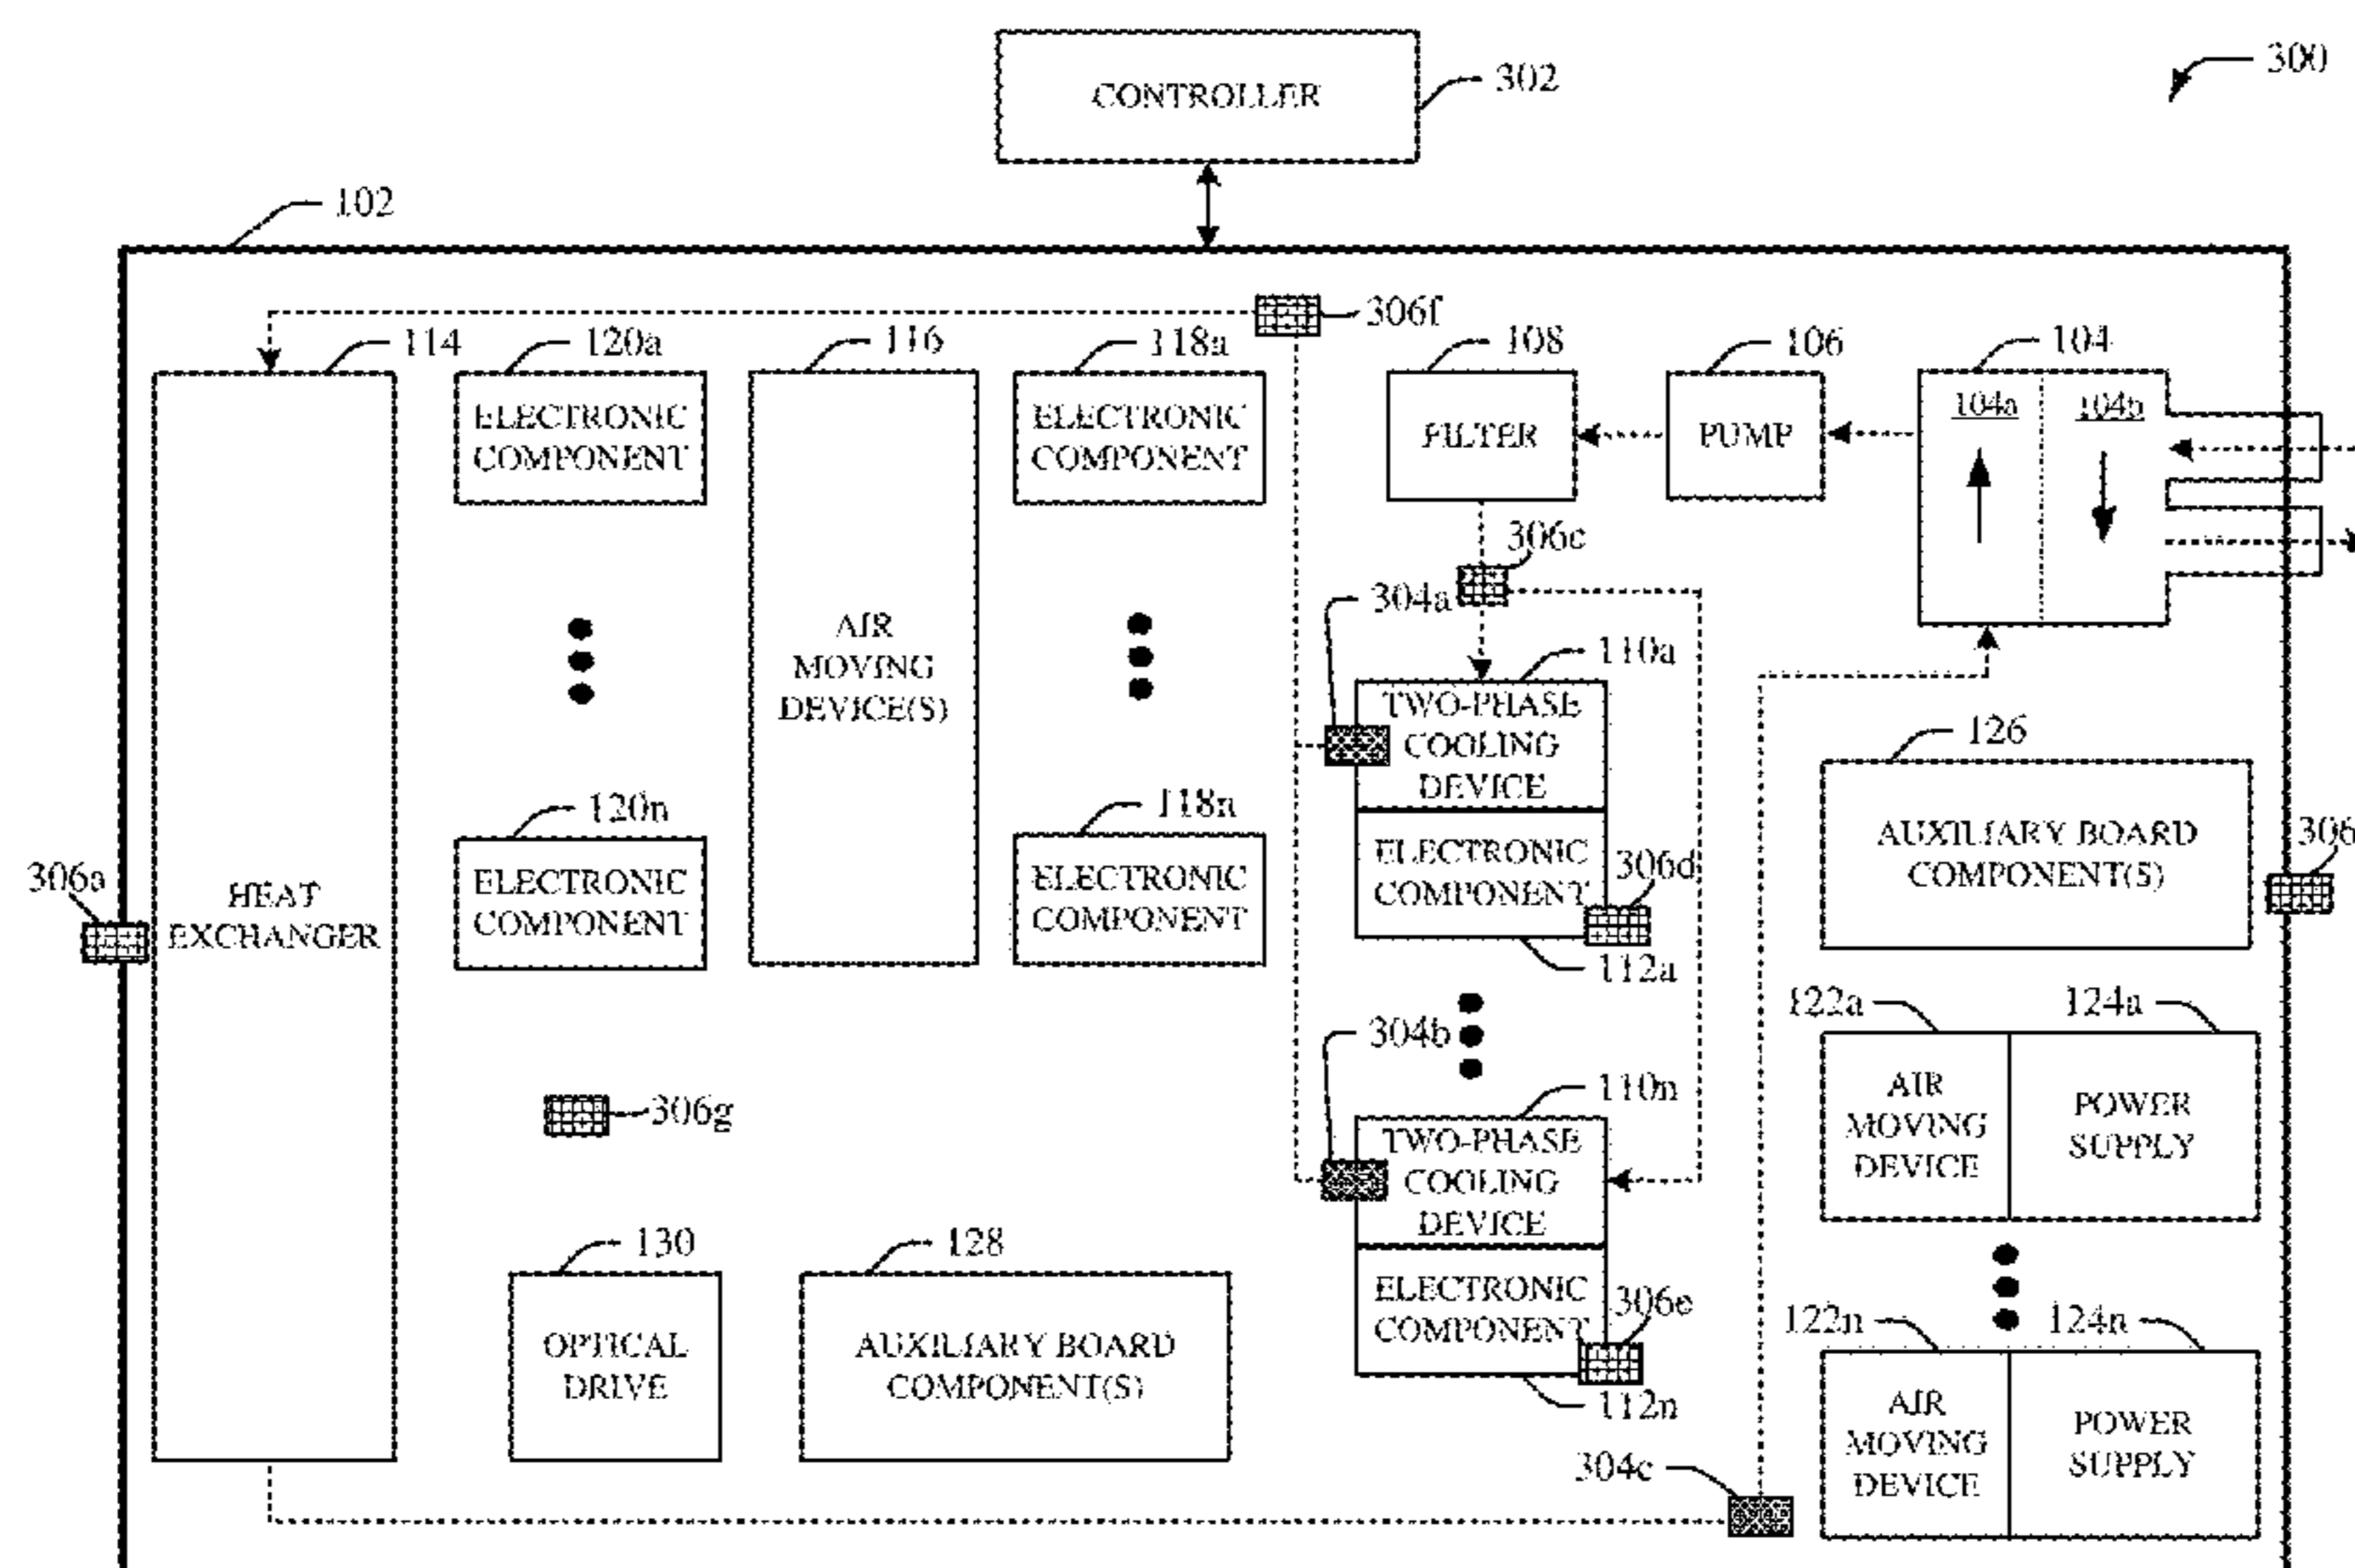 300
CONTROLLER
302
102
306f
114
120a
116
118a
108
106
104
ELECTRONIC
COMPONENT
ELECTRONIC
COMPONENT
FILTER
PUMP
104a
104b
306c
304a
AIR
MOVING
DEVICE(S)
110a
TWO-PHASE
COOLING
DEVICE
126
120n
118n
AUXILIARY BOARD
COMPONENT(S)
306
306a
HEAT
EXCHANGER
ELECTRONIC
COMPONENT
ELECTRONIC
COMPONENT
ELECTRONIC
COMPONENT
306d
112a
122a
124a
304b
306g
110n
TWO-PHASE
COOLING
DEVICE
AIR
MOVING
DEVICE
POWER
SUPPLY
130
128
ELECTRONIC
COMPONENT
306e
122n
124n
OPTICAL
DRIVE
AUXILIARY BOARD
COMPONENT(S)
112n
AIR
MOVING
DEVICE
POWER
SUPPLY
304c